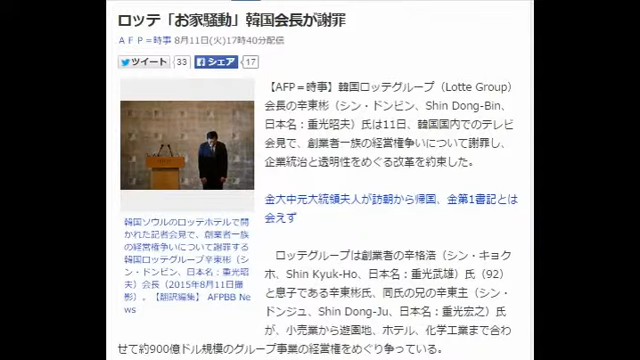 ロッテ「お家騒動」韓国会長が謝罪
ＡＦＰ＝時事 8月11日(火)17時40分配信
ツイート 33 シェア 17
【AFP＝時事】韓国ロッテグループ（Lotte Group）
会長の辛東彬（シン・ドンビン、Shin Dong-Bin、
日本名：重光昭夫）氏は11日、韓国国内でのテレビ
会見で、創業者一族の経営権争いについて謝罪し、
企業統治と透明性をめぐる改革を約束した。
金大中元大統領夫人が訪朝から帰国、金第1書記とは
会えず
韓国ソウルのロッテホテルで開
かれた記者会見で、創業者一族
の経営権争いについて謝罪する
韓国ロッテグループ辛東彬（シ
ン・ドンビン、日本名：重光昭
夫）会長（2015年8月11日撮
影）。【翻訳編集】 AFPBB Ne
ws
ロッテグループは創業者の辛格浩（シン・キョク
ホ、Shin Kyuk-Ho、日本名：重光武雄）氏（92）
と息子である辛東彬氏、同氏の兄の辛東主（シン・
ドンジュ、Shin Dong-Ju、日本名：重光宏之）氏
が、小売業から遊園地、ホテル、化学工業まで合わ
せて約900億ドル規模のグループ事業の経営権をめぐり争っている。